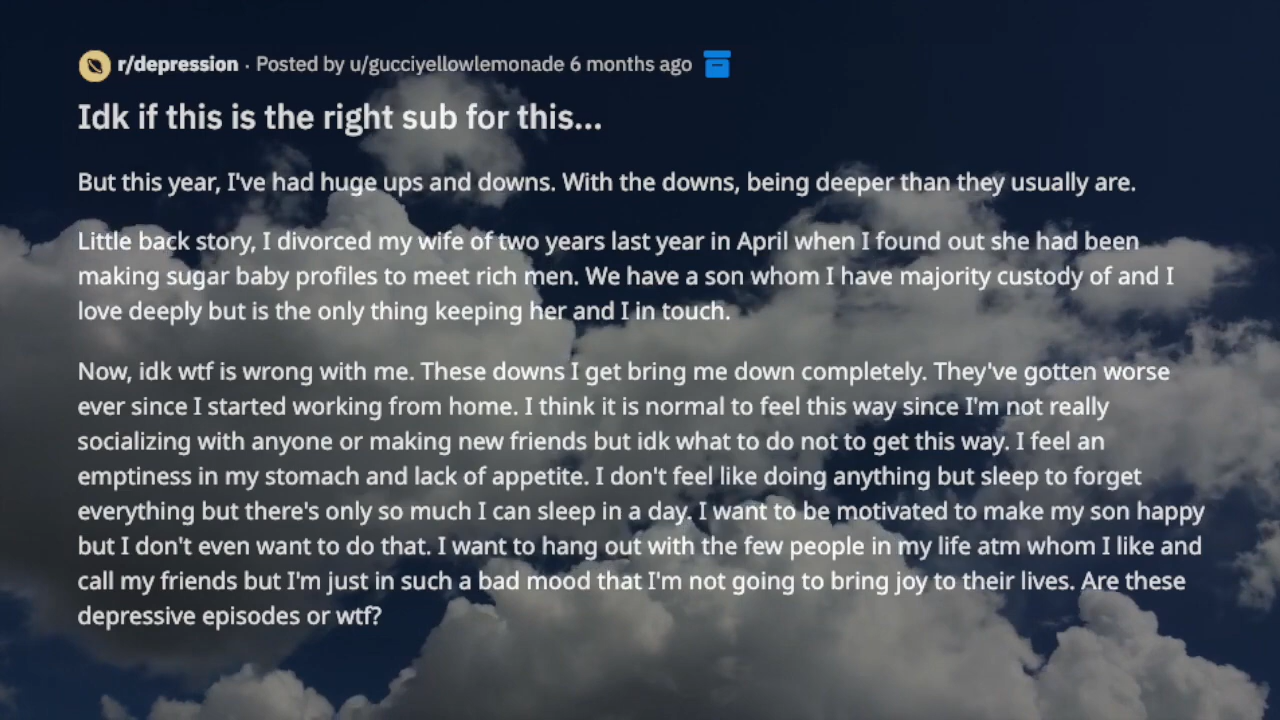 r/depression · Posted by u/gucciyellowlemonade 6 months ago
Idk if this is the right sub for this...
But this year, I've had huge ups and downs. With the downs, being deeper than they usually are.
Little back story, I divorced my wife of two years last year in April when I found out she had been
making sugar baby profiles to meet rich men. We have a son whom I have majority custody of and I
love deeply but is the only thing keeping her and I in touch.
Now, idk wtf is wrong with me. These downs I get bring me down completely. They've gotten worse
ever since I started working from home. I think it is normal to feel this way since I'm not really
socializing with anyone or making new friends but idk what to do not to get this way. I feel an
emptiness in my stomach and lack of appetite. I don't feel like doing anything but sleep to forget
everything but there's only so much I can sleep in a day. I want to be motivated to make my son happy
but I don't even want to do that. I want to hang out with the few people in my life atm whom I like and
call my friends but I'm just in such a bad mood that I'm not going to bring joy to their lives. Are these
depressive episodes or wtf?